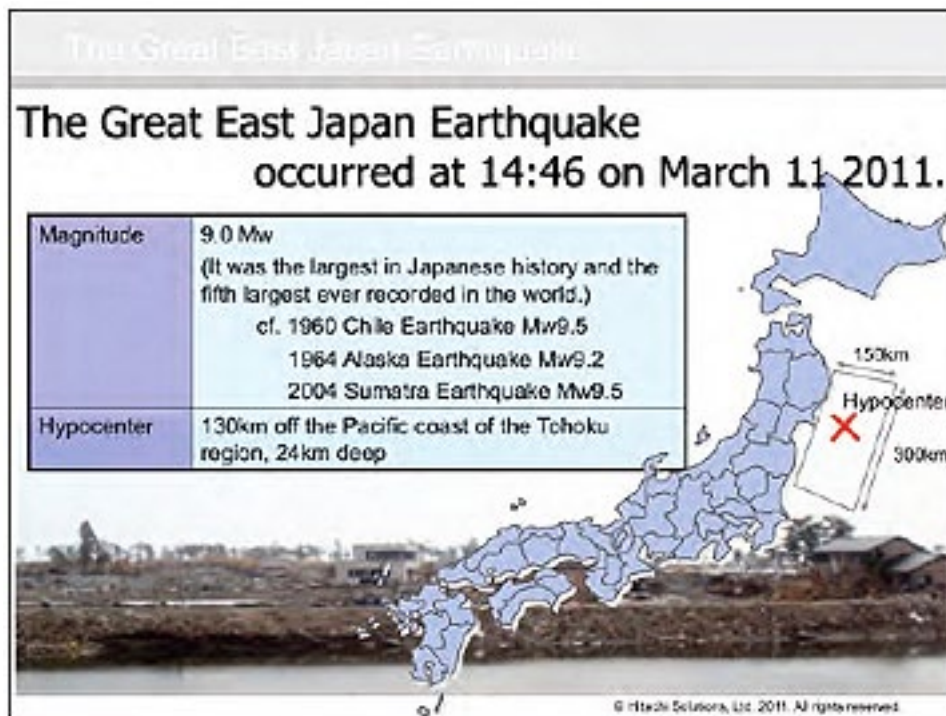 The Great East Japan Earthquake
The Great East Japan Earthquake
occurred at 14:46 on March 11 2011.
Magnitude
9.0 Mw
(It was the largest in Japanese history and the
fifth largest ever recorded in the world.)
cf. 1960 Chile Earthquake Mw9.5
1964 Alaska Earthquake Mw9.2
2004 Sumatra Earthquake Mw9.5
Hypocenter
130km off the Pacific coast of the Tohoku
region, 24km deep
150km
Hypocenter
300km
© Hitachi Solutions, Ltd. 2011. All rights reserved.